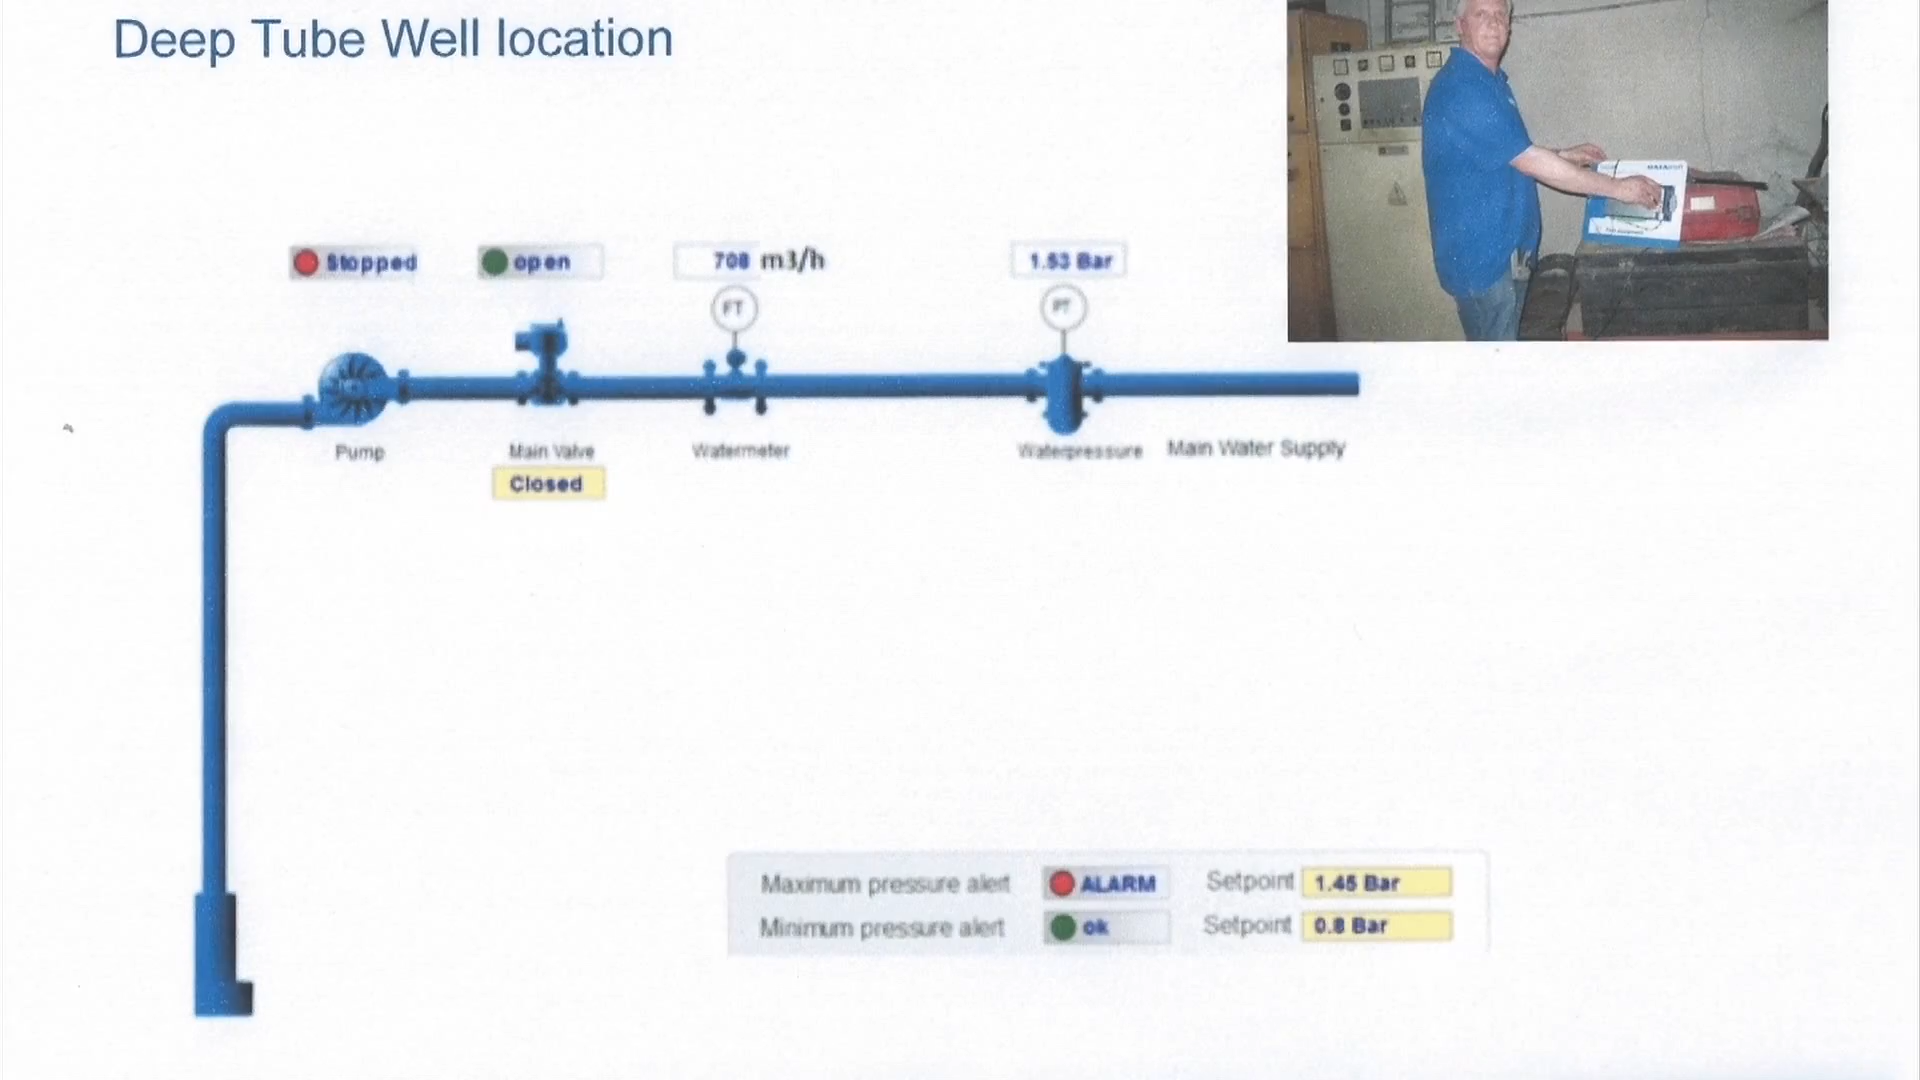 Deep Tube Well location
Stopped
open
708 m3/h
1.53 Bar
FT
PT
Pump
Main Valve
Watermeter
Waterpressure
Main Water Supply
Closed
Maximum pressure alert
ALARM
Setpoint
1.45 Bar
Minimum pressure alert
ok
Setpoint
0.8 Bar